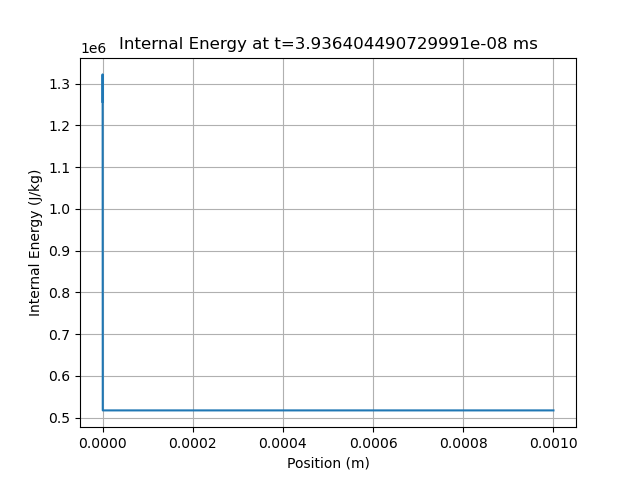 Internal Energy at t=3.936404490729991e-08 ms
1e6
1.3
1.2
1.1
1.0
0.9
0.8
0.7
0.6
0.5
Internal Energy (J/kg)
0.0000 0.0002 0.0004 0.0006 0.0008 0.0010
Position (m)